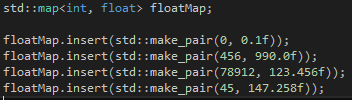 std::map<int, float> floatMap;
floatMap.insert(std::make_pair(0, 0.1f));
floatMap.insert(std::make_pair(456, 990.0f));
floatMap.insert(std::make_pair(78912, 123.456f));
floatMap.insert(std::make_pair(45, 147.258f));